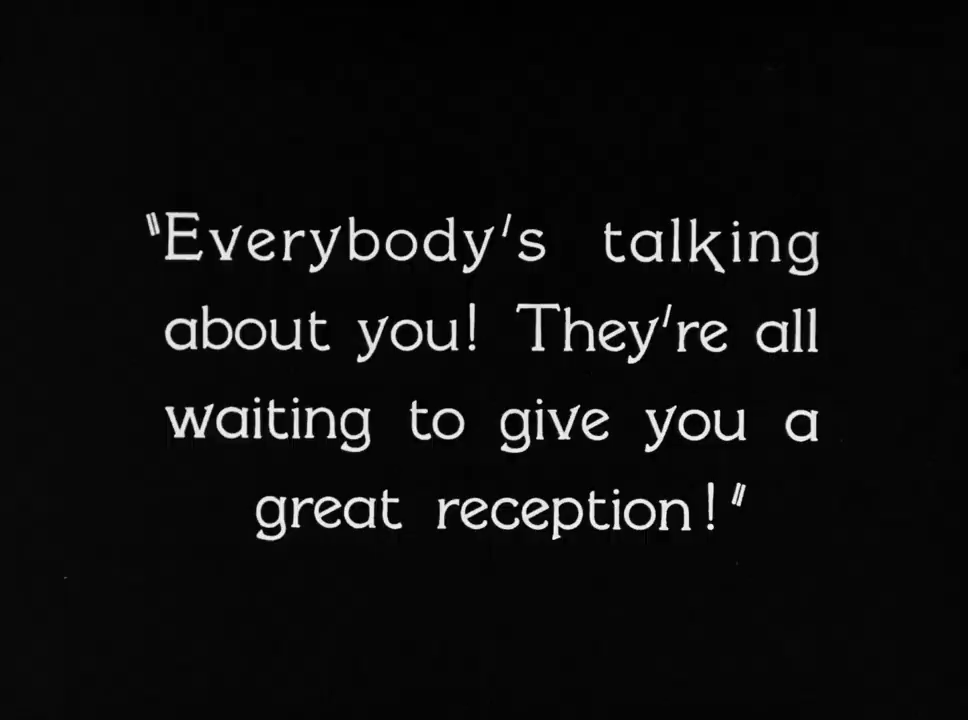 "Everybody's talking
about you! They're all
waiting to give you a
great reception!"